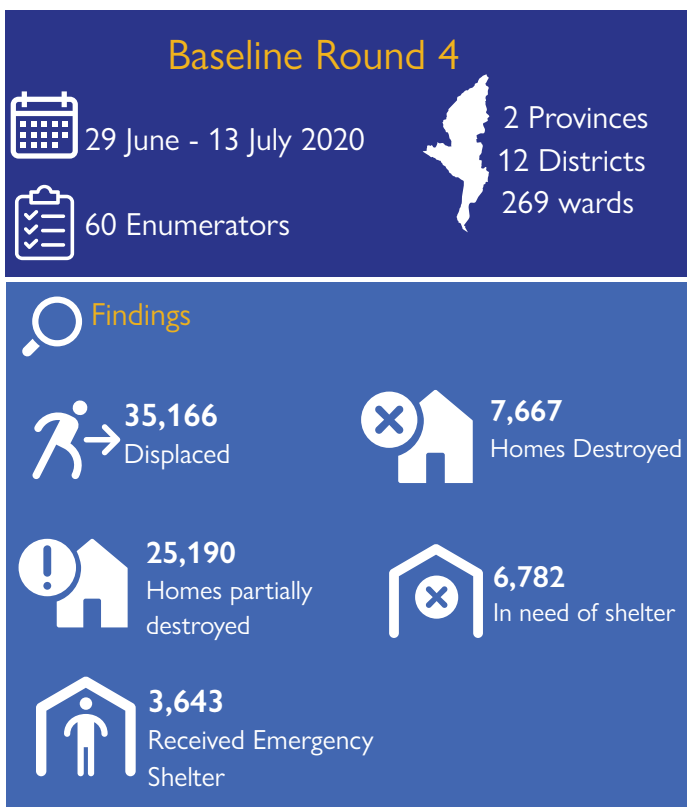 Baseline Round 4
29 June - 13 July 2020
60 Enumerators
2 Provinces
12 Districts
269 wards
Findings
35,166
Displaced
7,667
Homes Destroyed
25,190
Homes partially
destroyed
6,782
In need of shelter
3,643
Received Emergency
Shelter